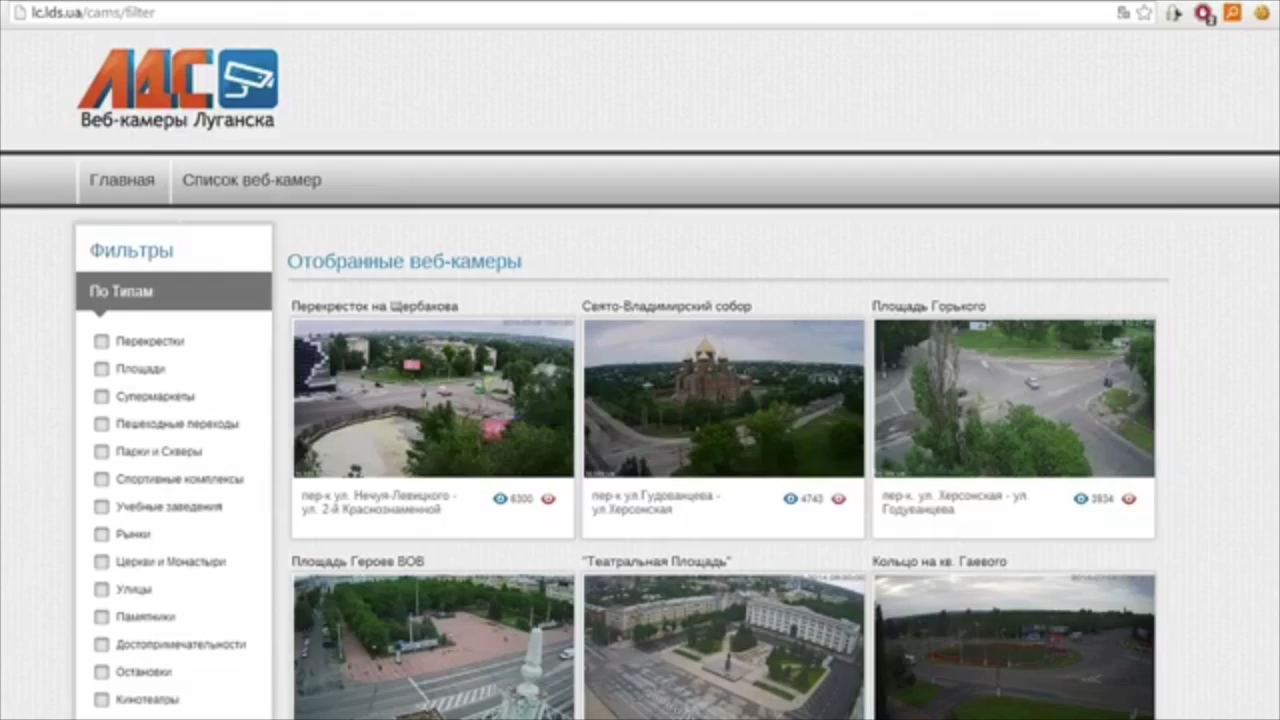 lc.lds.ua/cams/filter
ЛДС
Веб-камеры Луганска
Главная
Список веб-камер
Фильтры
По Типам
Перекрестки
Площади
Супермаркеты
Пешеходные переходы
Парки и Скверы
Спортивные комплексы
Учебные заведения
Рынки
Церкви и Монастыри
Улицы
Памятники
Достопримечательности
Остановки
Кинотеатры
Отобранные веб-камеры
Перекресток на Щербакова
Свято-Владимирский собор
Площадь Горького
пер-к ул. Нечуя-Левицкого -
ул. 2-й Краснознаменной
6300
пер-к ул.Гудованцева -
ул.Херсонская
4743
пер-к. ул. Херсонская - ул.
Годуванцева
3934
Площадь Героев ВОВ
"Театральная Площадь"
Кольцо на кв. Гаевого